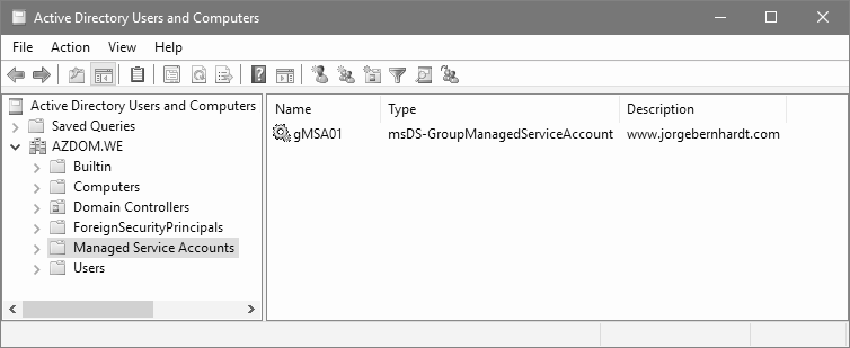 Active Directory Users and Computers
File Action View Help
Active Directory Users and Computers
Saved Queries
AZDOM.WE
Builtin
Computers
Domain Controllers
ForeignSecurityPrincipals
Managed Service Accounts
Users
Name Type Description
gMSA01 msDS-GroupManagedServiceAccount www.jorgebernhardt.com